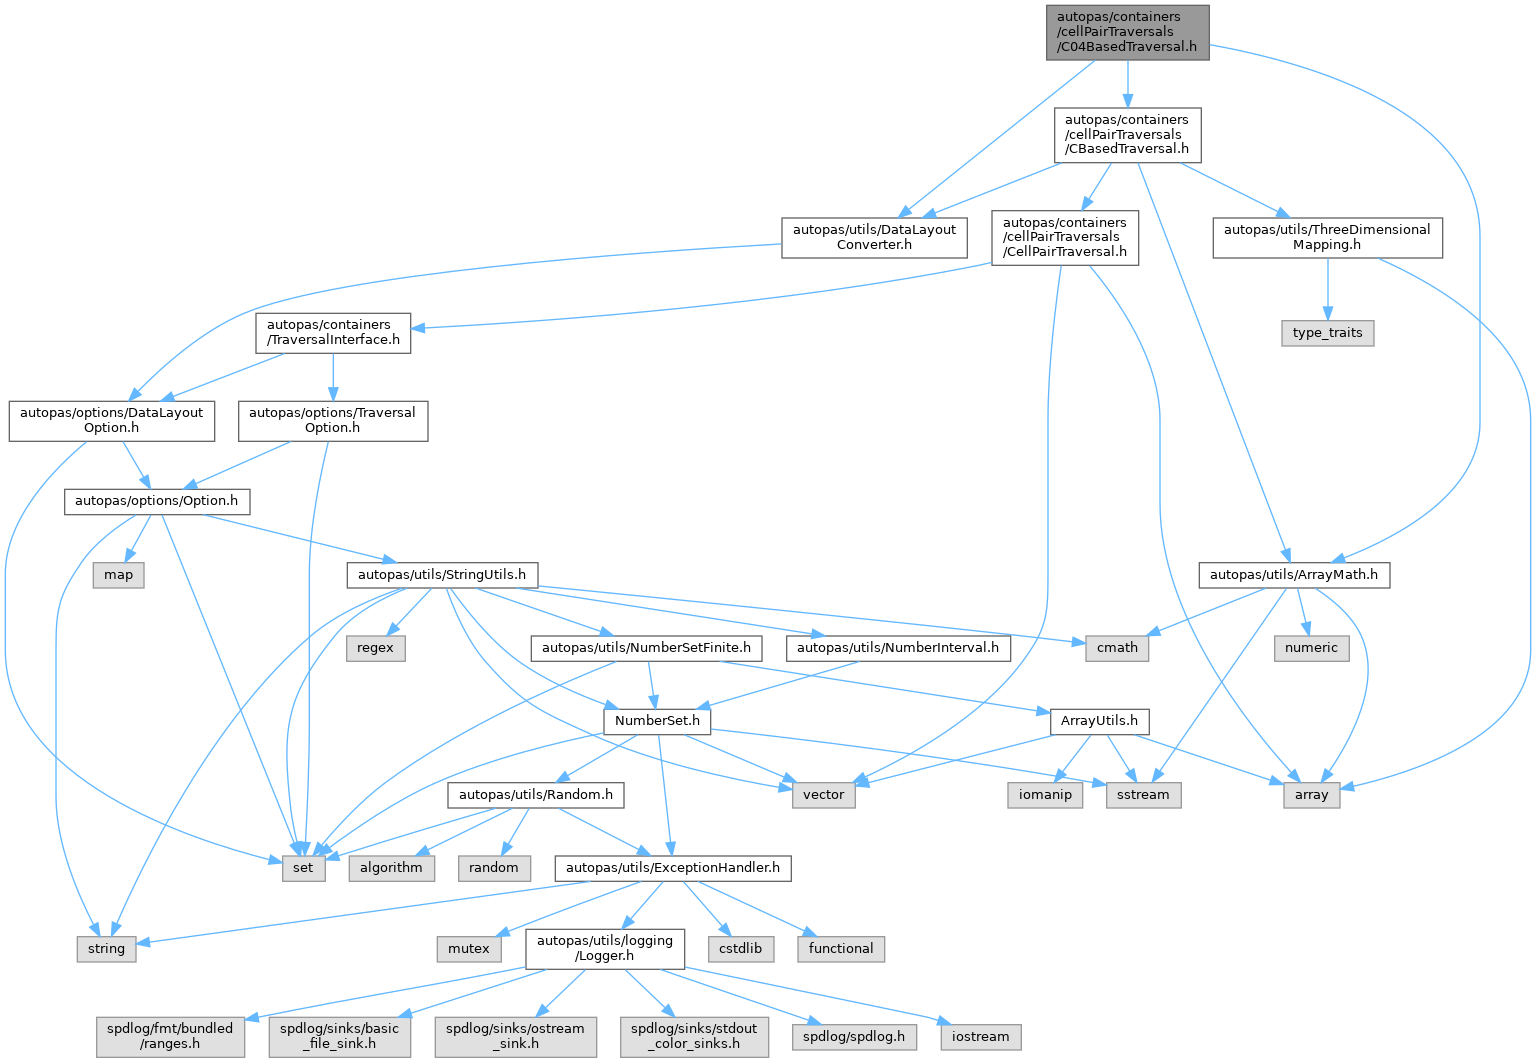 autopas/containers
/cellPairTraversals
/C04BasedTraversal.h
autopas/containers
/cellPairTraversals
/CBasedTraversal.h
autopas/utils/DataLayout
Converter.h
autopas/containers
/cellPairTraversals
/CellPairTraversal.h
autopas/utils/ThreeDimensional
Mapping.h
autopas/containers
/TraversalInterface.h
type_traits
autopas/options/DataLayout
Option.h
autopas/options/Traversal
Option.h
autopas/options/Option.h
map
autopas/utils/StringUtils.h
autopas/utils/ArrayMath.h
regex
autopas/utils/NumberSetFinite.h
autopas/utils/NumberInterval.h
cmath
numeric
NumberSet.h
ArrayUtils.h
autopas/utils/Random.h
vector
iomanip
sstream
array
set
algorithm
random
autopas/utils/ExceptionHandler.h
string
mutex
autopas/utils/logging
/Logger.h
cstdlib
functional
spdlog/fmt/bundled
/ranges.h
spdlog/sinks/basic
_file_sink.h
spdlog/sinks/ostream
_sink.h
spdlog/sinks/stdout
_color_sinks.h
spdlog/spdlog.h
iostream